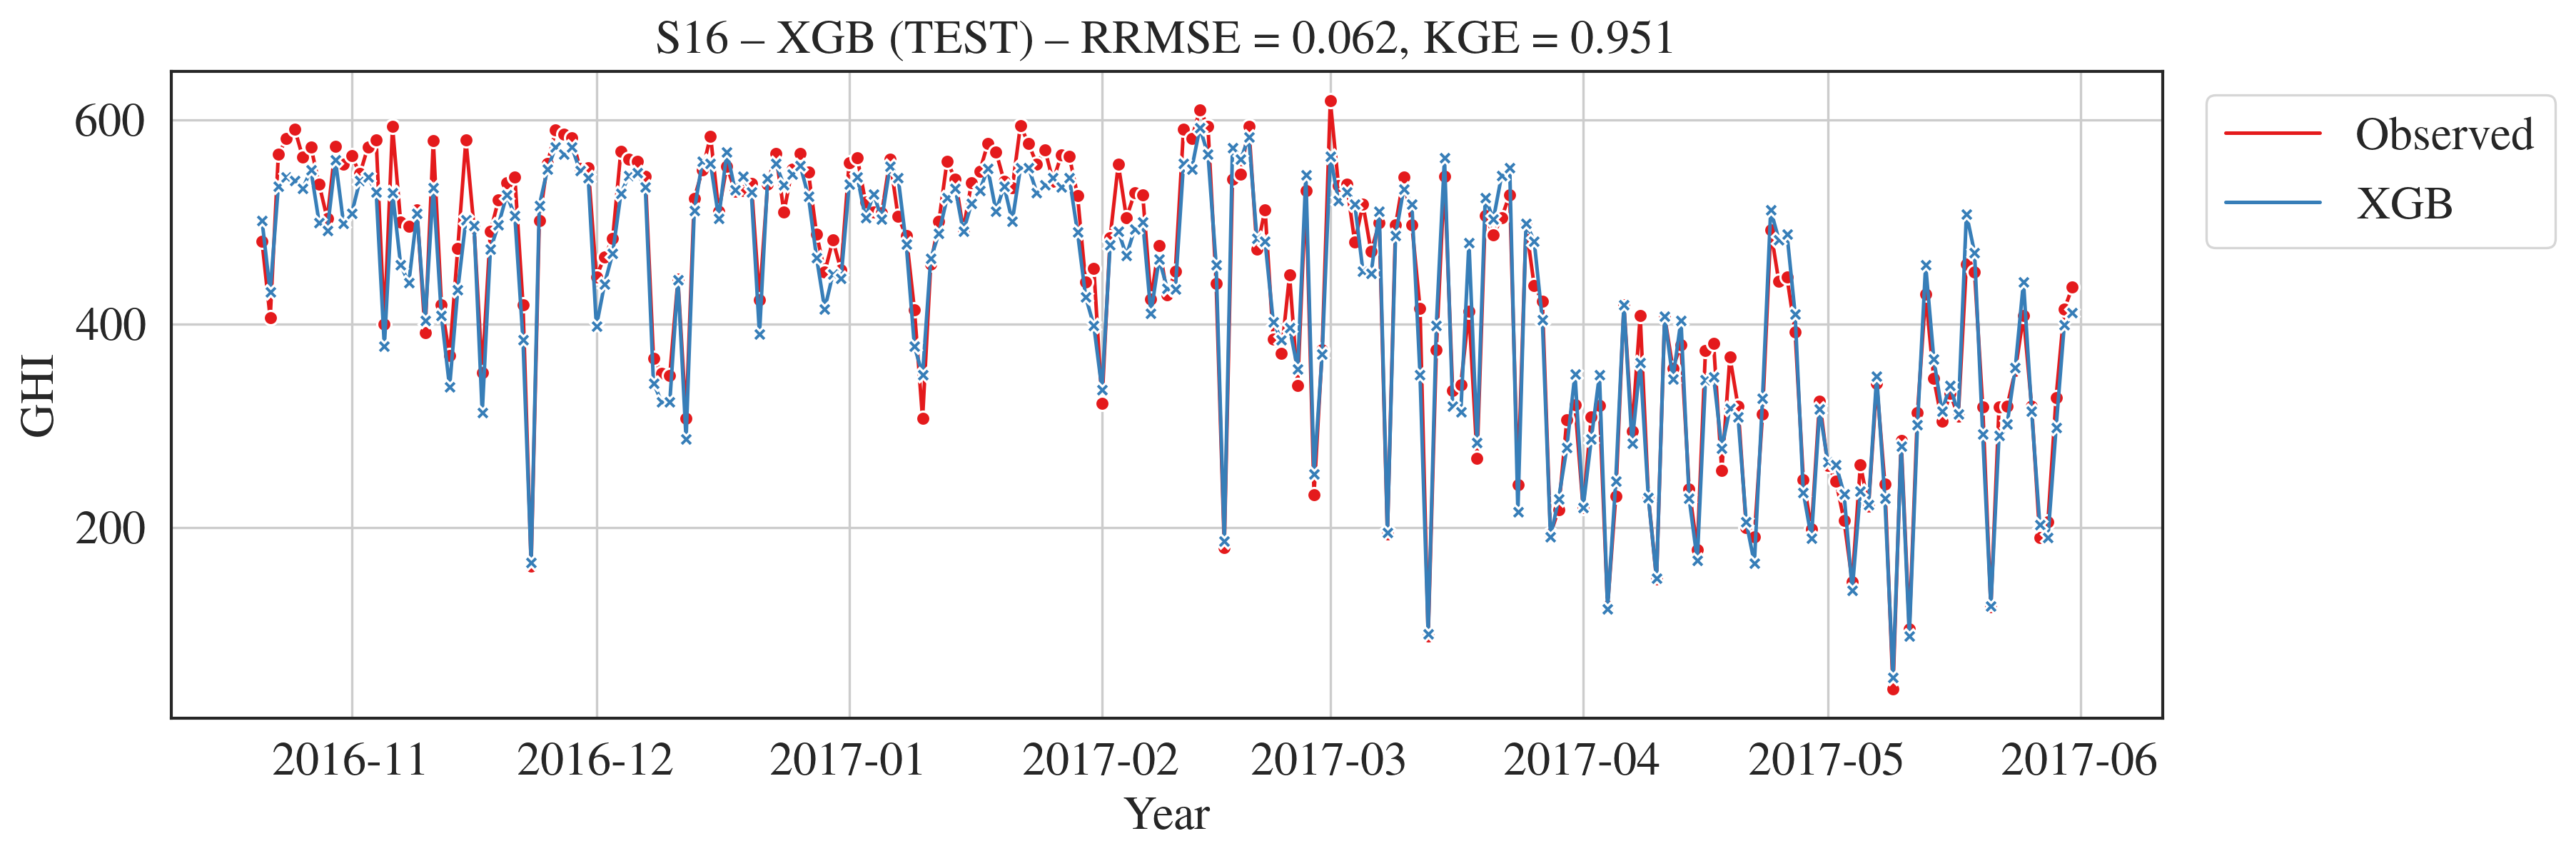 S16 – XGB (TEST) – RRMSE = 0.062, KGE = 0.951
600
400
200
GHI
2016-11 2016-12 2017-01 2017-02 2017-03 2017-04 2017-05 2017-06
Year
Observed
XGB